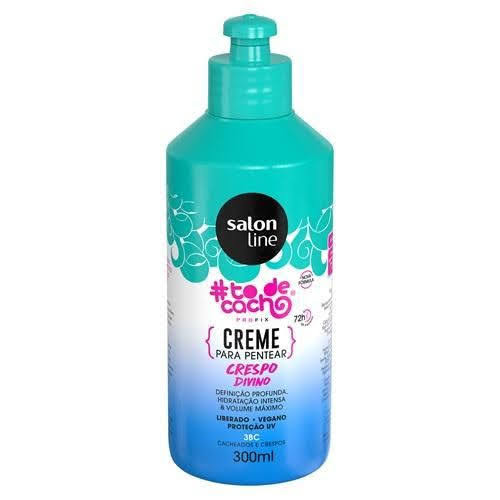 salon
line
NOVA
FÓRMULA
#to de
cacho
PROFIX
72h
CREME
PARA PENTEAR
CRESPO
DIVINO
DEFINIÇÃO PROFUNDA,
HIDRATAÇÃO INTENSA
& VOLUME MÁXIMO
LIBERADO • VEGANO
PROTEÇÃO UV
3BC
CACHEADOS E CRESPOS
300ml